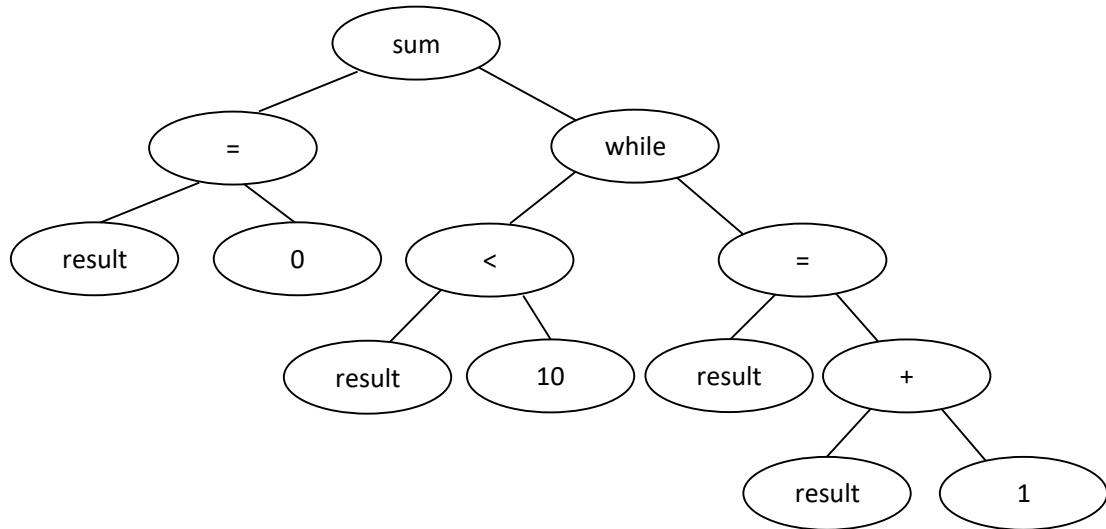 sum
=
while
result
0
<
=
result
10
result
+
result
1